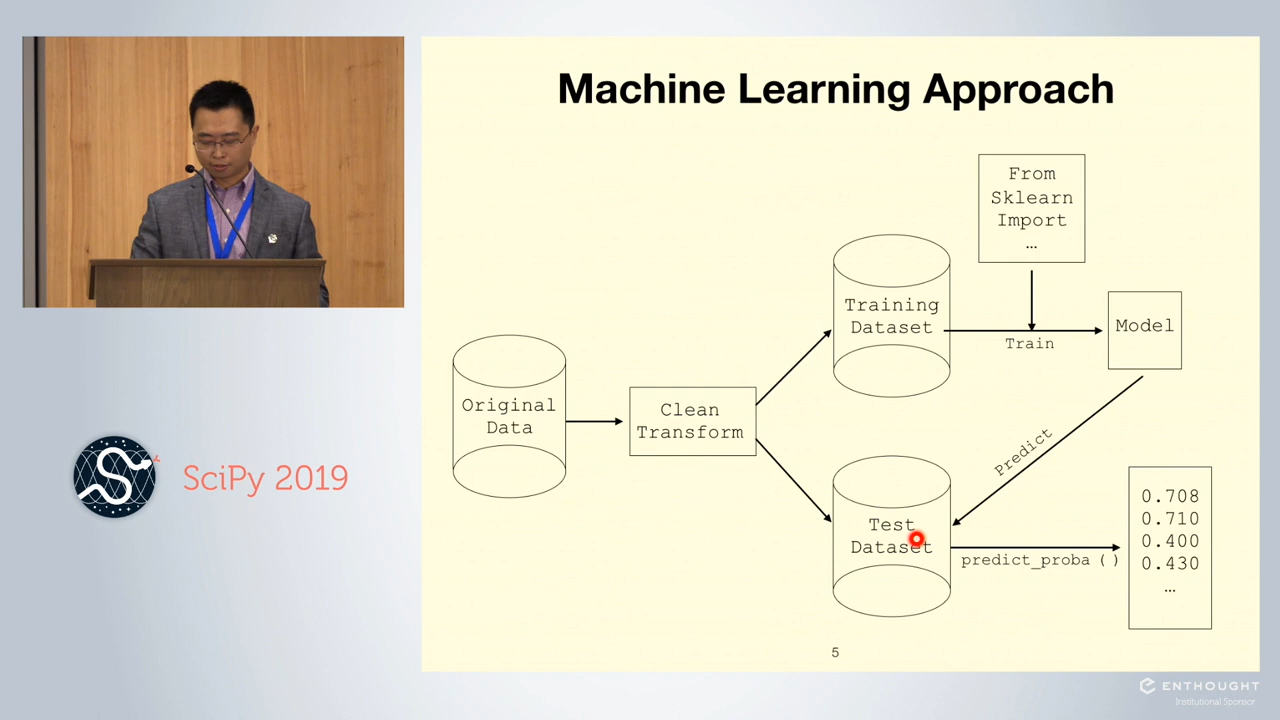 Machine Learning Approach
From
Sklearn
Import
…
Training
Dataset
Train
Model
Original
Data
Clean
Transform
Predict
Test
Dataset
predict_proba ()
0.708
0.710
0.400
0.430
…
5
S
SciPy 2019
ENTHOUGHT
Institutional Sponsor